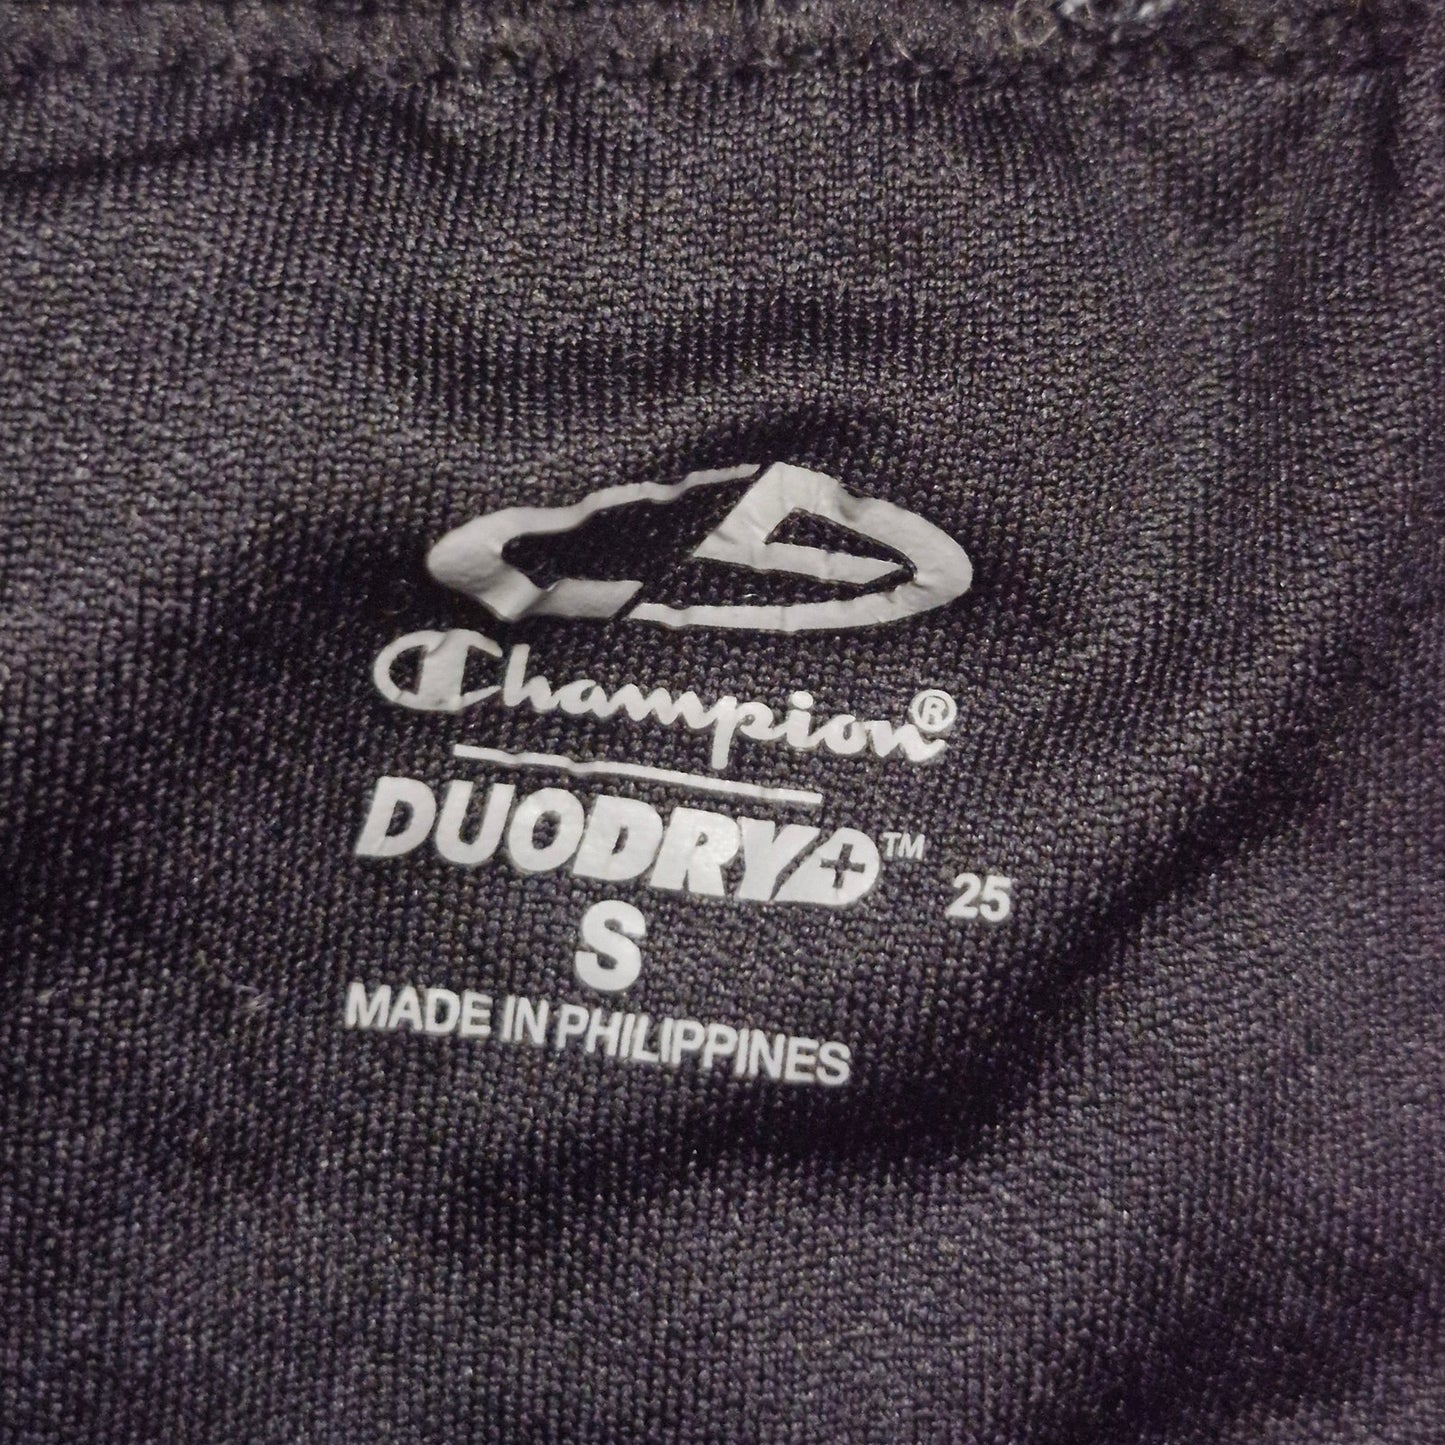 Champion®
DUODRY+™ 25
S
MADE IN PHILIPPINES